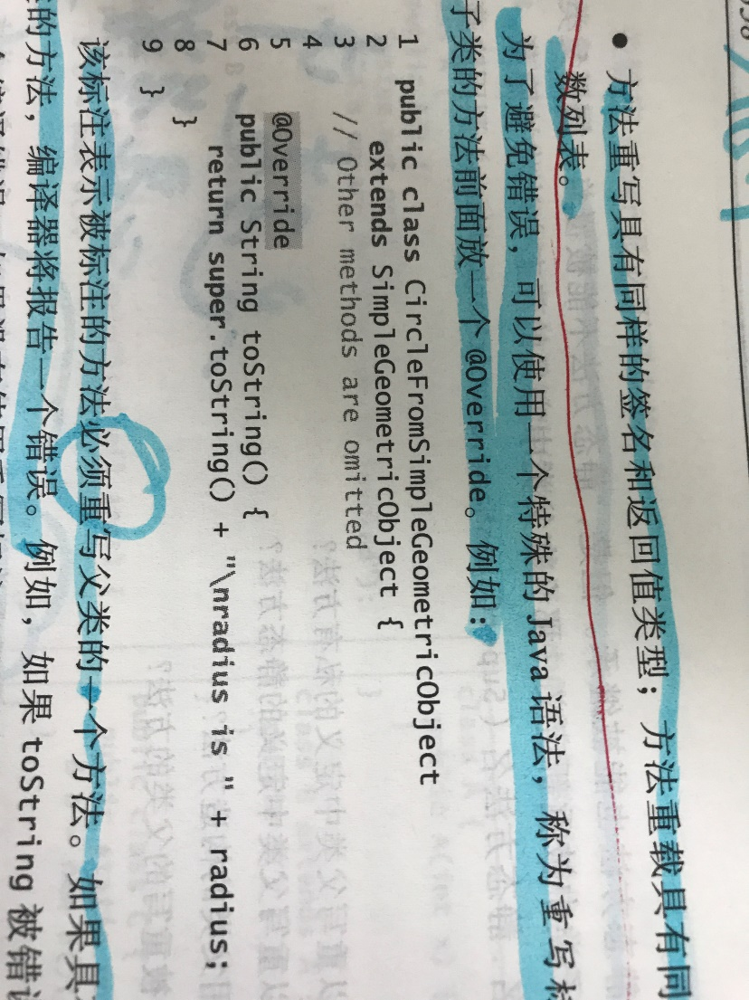 ● 方法重写具有同样的签名和返回值类型；方法重载具有同
数列表。
为了避免错误，可以使用一个特殊的 Java 语法，称为重写标
子类的方法前面放一个 @Override。例如：
1 public class CircleFromSimpleGeometricObject
2 extends SimpleGeometricObject {
3 // Other methods are omitted
4
5 @Override
6 public String toString() {
7 return super.toString() + "\nradius is " + radius;
8 }
9 }
该标注表示被标注的方法必须重写父类的一个方法。如果具
的方法，编译器将报告一个错误。例如，如果 toString 被错误